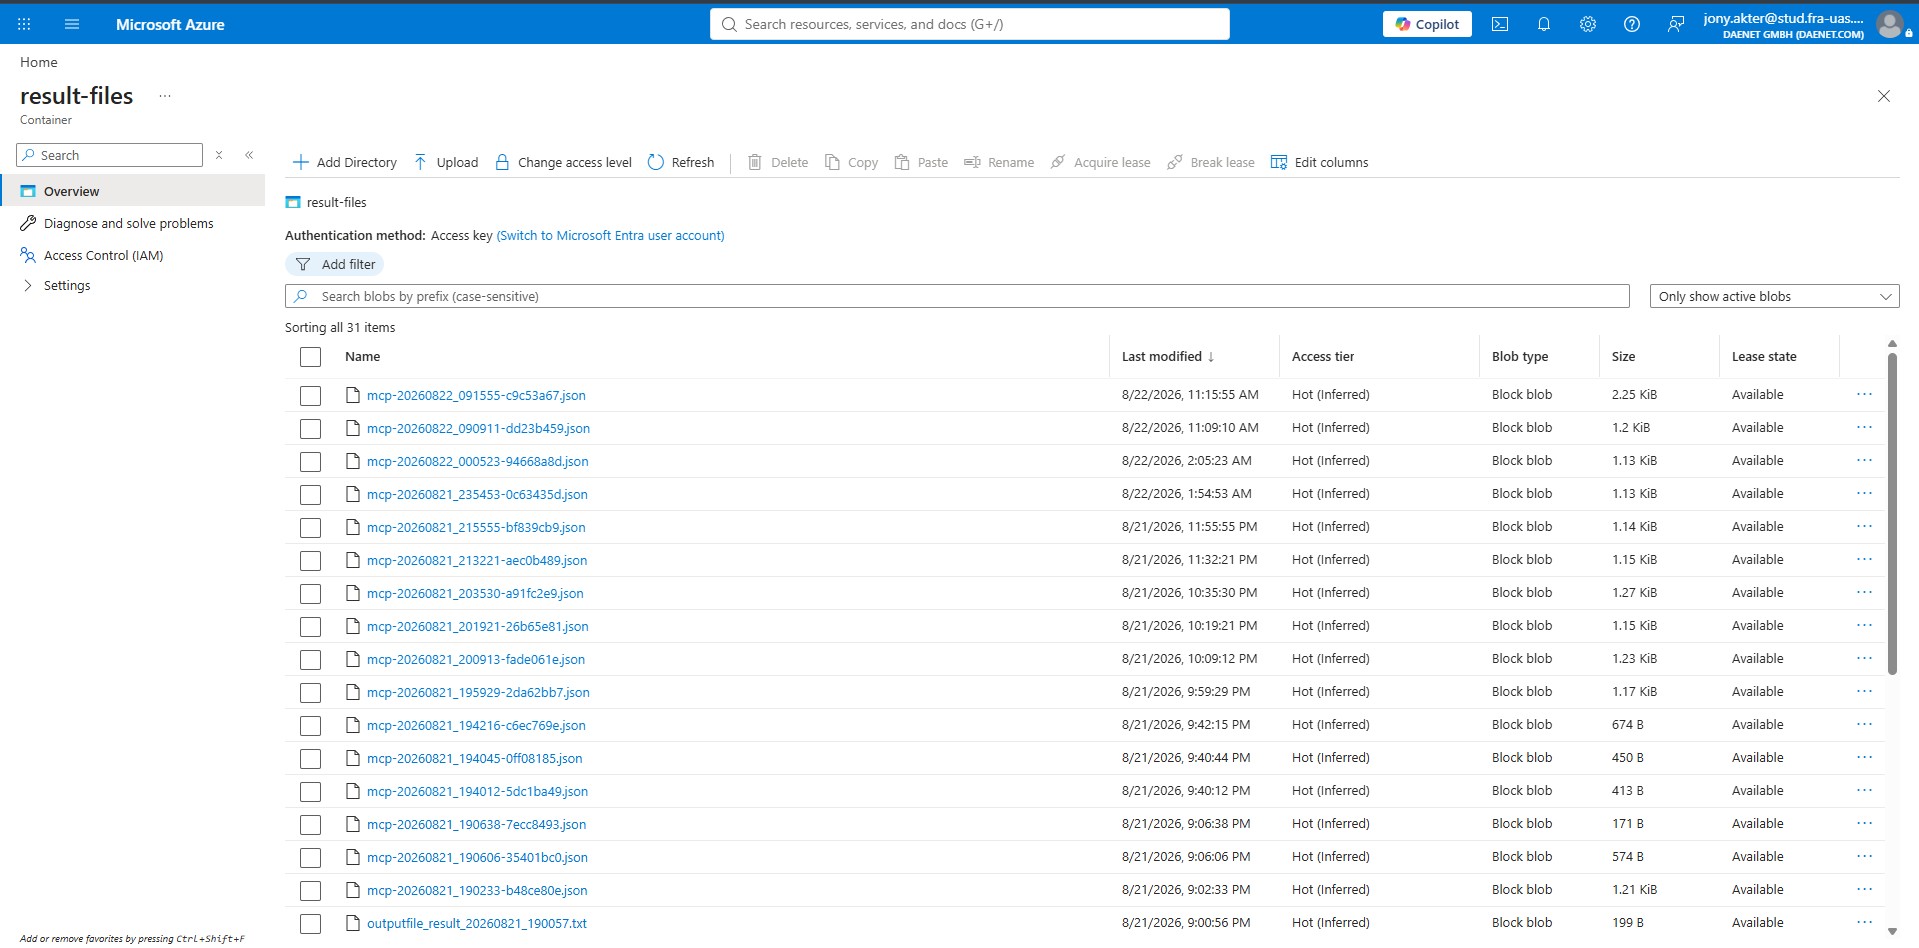 Microsoft Azure
Search resources, services, and docs (G+/)
Copilot
jony.akter@stud.fra-uas....
DAENET GMBH (DAENET.COM)
Home
result-files
...
Container
Search
Overview
Diagnose and solve problems
Access Control (IAM)
Settings
Add Directory Upload Change access level Refresh Delete Copy Paste Rename Acquire lease Break lease Edit columns
result-files
Authentication method: Access key (Switch to Microsoft Entra user account)
Add filter
Search blobs by prefix (case-sensitive) Only show active blobs
Sorting all 31 items
Name Last modified ↓ Access tier Blob type Size Lease state
mcp-20260822_091555-c9c53a67.json 8/22/2026, 11:15:55 AM Hot (Inferred) Block blob 2.25 KiB Available ...
mcp-20260822_090911-dd23b459.json 8/22/2026, 11:09:10 AM Hot (Inferred) Block blob 1.2 KiB Available ...
mcp-20260822_000523-94668a8d.json 8/22/2026, 2:05:23 AM Hot (Inferred) Block blob 1.13 KiB Available ...
mcp-20260821_235453-0c63435d.json 8/22/2026, 1:54:53 AM Hot (Inferred) Block blob 1.13 KiB Available ...
mcp-20260821_215555-bf839cb9.json 8/21/2026, 11:55:55 PM Hot (Inferred) Block blob 1.14 KiB Available ...
mcp-20260821_213221-aec0b489.json 8/21/2026, 11:32:21 PM Hot (Inferred) Block blob 1.15 KiB Available ...
mcp-20260821_203530-a91fc2e9.json 8/21/2026, 10:35:30 PM Hot (Inferred) Block blob 1.27 KiB Available ...
mcp-20260821_201921-26b65e81.json 8/21/2026, 10:19:21 PM Hot (Inferred) Block blob 1.15 KiB Available ...
mcp-20260821_200913-fade061e.json 8/21/2026, 10:09:12 PM Hot (Inferred) Block blob 1.23 KiB Available ...
mcp-20260821_195929-2da62bb7.json 8/21/2026, 9:59:29 PM Hot (Inferred) Block blob 1.17 KiB Available ...
mcp-20260821_194216-c6ec769e.json 8/21/2026, 9:42:15 PM Hot (Inferred) Block blob 674 B Available ...
mcp-20260821_194045-0ff08185.json 8/21/2026, 9:40:44 PM Hot (Inferred) Block blob 450 B Available ...
mcp-20260821_194012-5dc1ba49.json 8/21/2026, 9:40:12 PM Hot (Inferred) Block blob 413 B Available ...
mcp-20260821_190638-7ecc8493.json 8/21/2026, 9:06:38 PM Hot (Inferred) Block blob 171 B Available ...
mcp-20260821_190606-35401bc0.json 8/21/2026, 9:06:06 PM Hot (Inferred) Block blob 574 B Available ...
mcp-20260821_190233-b48ce80e.json 8/21/2026, 9:02:33 PM Hot (Inferred) Block blob 1.21 KiB Available ...
outputfile_result_20260821_190057.txt 8/21/2026, 9:00:56 PM Hot (Inferred) Block blob 199 B Available ...
Add or remove favorites by pressing Ctrl+Shift+F